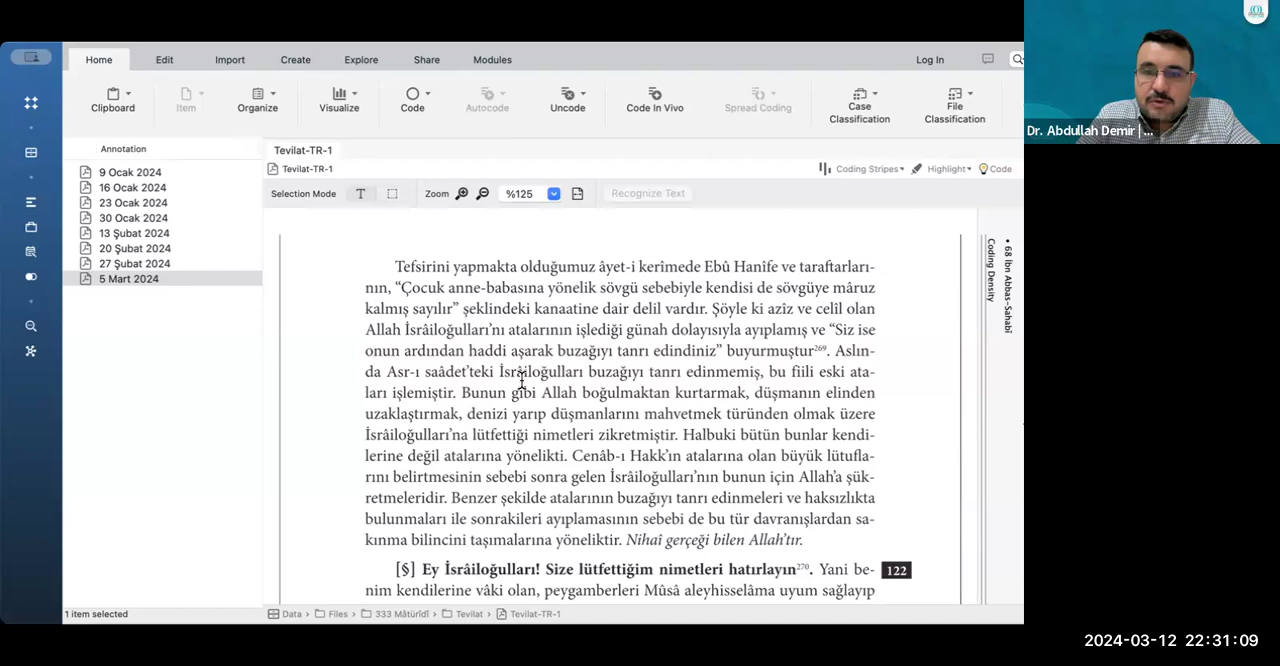 Home Edit Import Create Explore Share Modules Log In
Clipboard Item Organize Visualize Code Autocode Uncode Code In Vivo Spread Coding Case Classification File Classification
Dr. Abdullah Demir | ...
Annotation
9 Ocak 2024
16 Ocak 2024
23 Ocak 2024
30 Ocak 2024
13 Şubat 2024
20 Şubat 2024
27 Şubat 2024
5 Mart 2024
1 item selected
Tevilat-TR-1
Tevilat-TR-1 Coding Stripes Highlight Code
Selection Mode T Zoom %125 Recognize Text
Tefsirini yapmakta olduğumuz âyet-i kerîmede Ebû Hanîfe ve taraftarları-
nın, “Çocuk anne-babasına yönelik sövgü sebebiyle kendisi de sövgüye mâruz
kalmış sayılır” şeklindeki kanaatine dair delil vardır. Şöyle ki azîz ve celîl olan
Allah İsrâiloğulları’nı atalarının işlediği günah dolayısıyla ayıplamış ve “Siz ise
onun ardından haddi aşarak buzağıyı tanrı edindiniz” buyurmuştur269. Aslın-
da Asr-ı saâdet’teki İsrâiloğulları buzağıyı tanrı edinmemiş, bu fiili eski ata-
ları işlemiştir. Bunun gibi Allah boğulmaktan kurtarmak, düşmanın elinden
uzaklaştırmak, denizi yarıp düşmanlarını mahvetmek türünden olmak üzere
İsrâiloğulları’na lütfettiği nimetleri zikretmiştir. Halbuki bütün bunlar kendi-
lerine değil atalarına yönelikti. Cenâb-ı Hakk’ın atalarına olan büyük lütufla-
rını belirtmesinin sebebi sonra gelen İsrâiloğulları’nın bunun için Allah’a şük-
retmeleridir. Benzer şekilde atalarının buzağıyı tanrı edinmeleri ve haksızlıkta
bulunmaları ile sonrakileri ayıplamasının sebebi de bu tür davranışlardan sa-
kınma bilincini taşımalarına yöneliktir. Nihaî gerçeği bilen Allah’tır.
[§] Ey İsrâiloğulları! Size lütfettiğim nimetleri hatırlayın270. Yani be- 122
nim kendilerine vâki olan, peygamberleri Mûsâ aleyhisselâma uyum sağlayıp
• 68 İbn Abbas-Sahabî
Coding Density
Data Files 333 Mâtürîdî Tevilat Tevilat-TR-1
2024-03-12 22:31:09